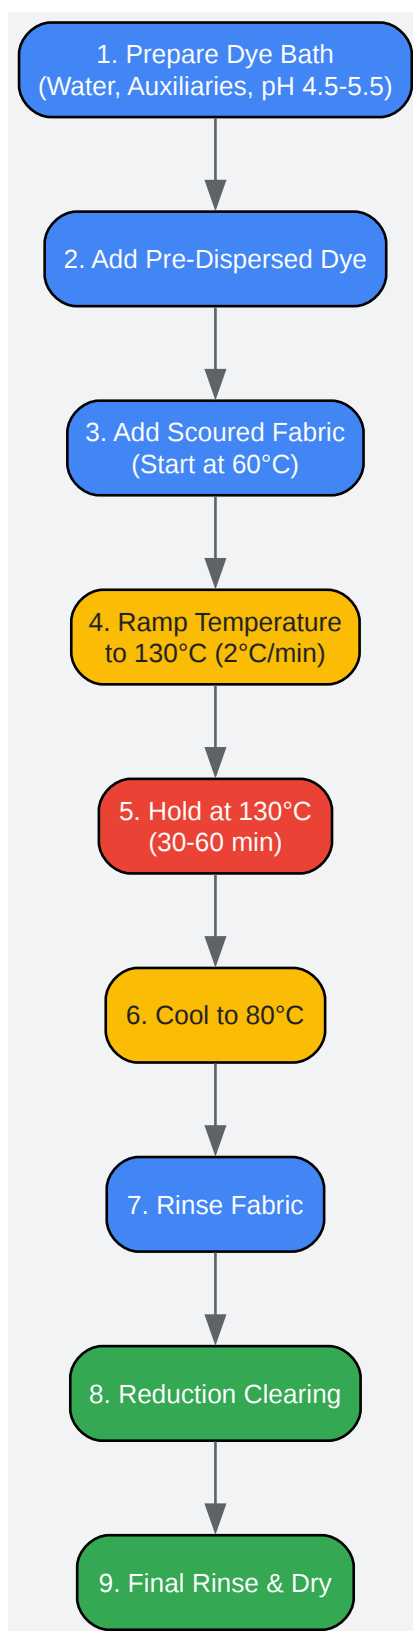 1. Prepare Dye Bath
(Water, Auxiliaries, pH 4.5-5.5)
2. Add Pre-Dispersed Dye
3. Add Scoured Fabric
(Start at 60°C)
4. Ramp Temperature
to 130°C (2°C/min)
5. Hold at 130°C
(30-60 min)
6. Cool to 80°C
7. Rinse Fabric
8. Reduction Clearing
9. Final Rinse & Dry